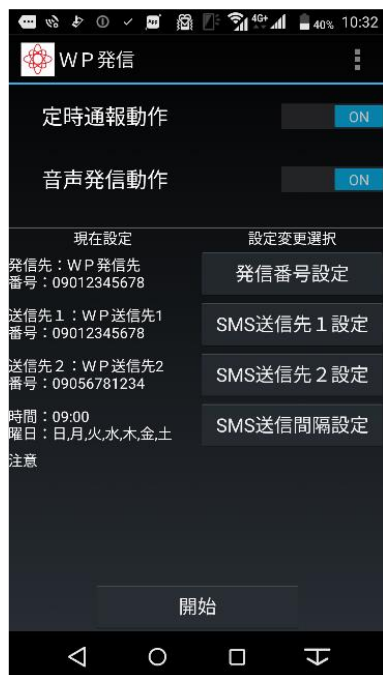 4G+ 40% 10:32
WP発信
定時通報動作 ON
音声発信動作 ON
現在設定 設定変更選択
発信先：WP発信先
番号：09012345678
発信番号設定
送信先１：WP送信先1
番号：09012345678
SMS送信先１設定
送信先２：WP送信先2
番号：09056781234
SMS送信先２設定
時間：09:00
曜日：日,月,火,水,木,金,土
SMS送信間隔設定
注意
開始